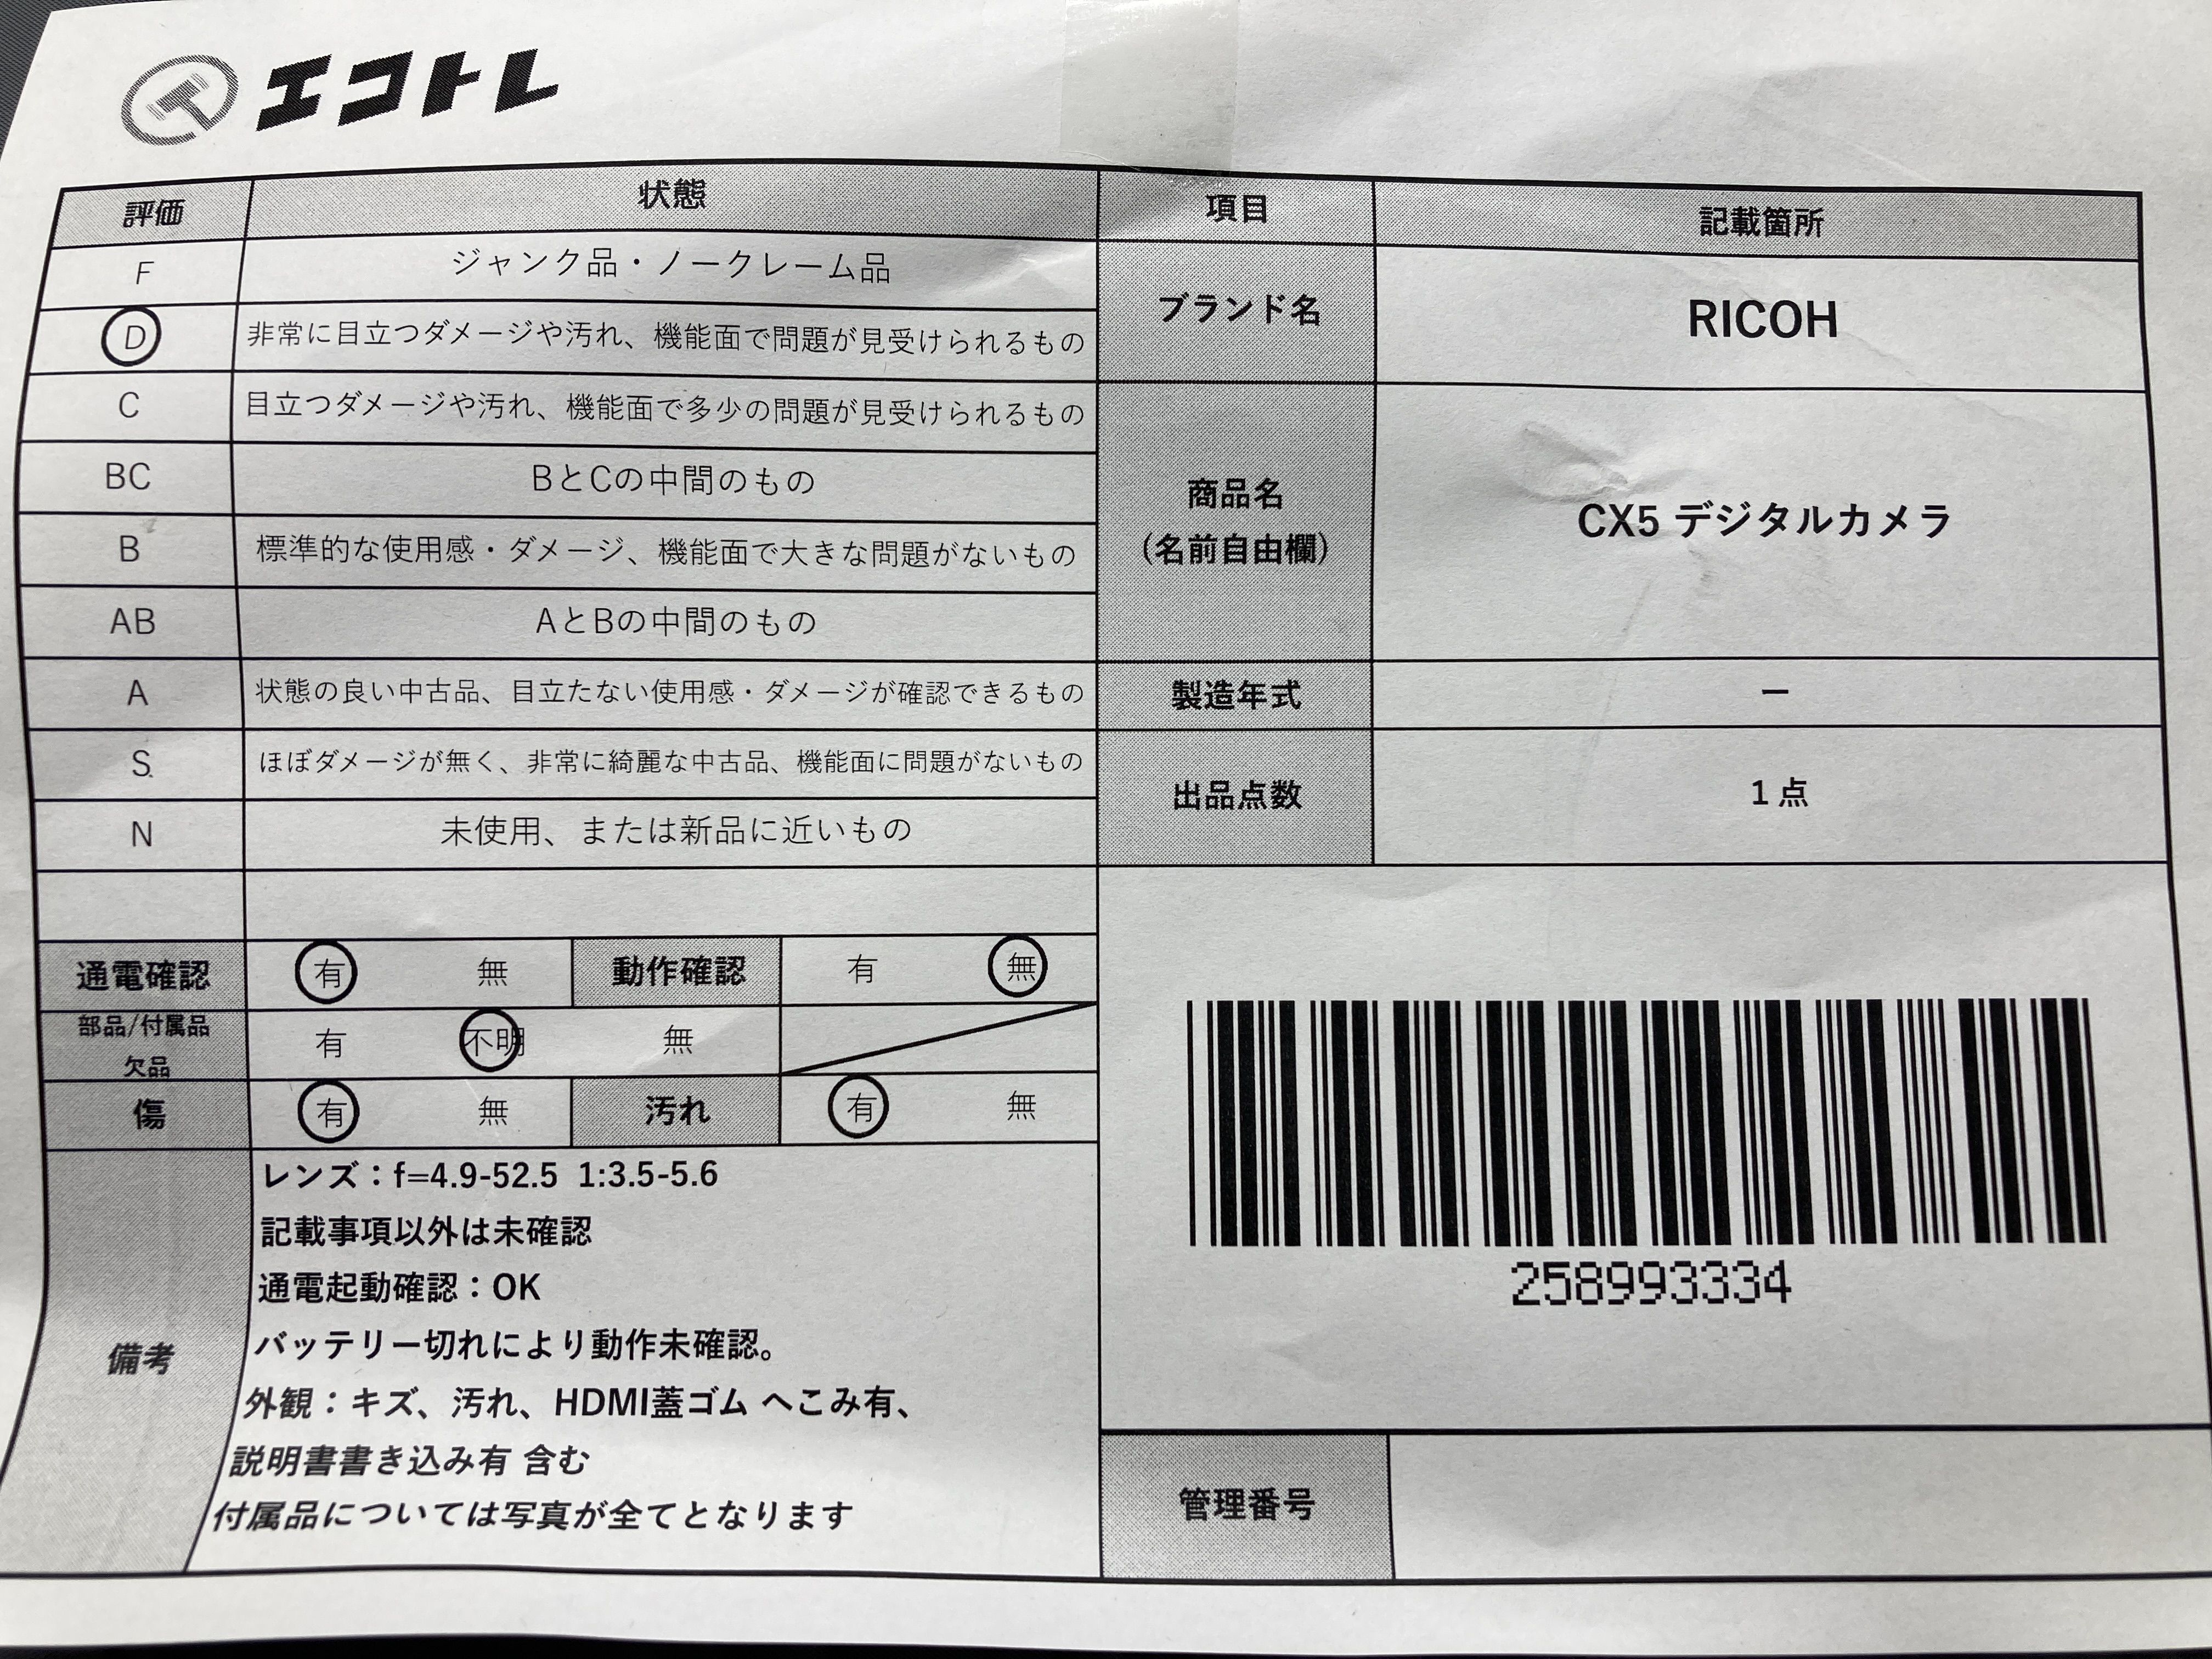 エコトレ
評価 状態 項目 記載箇所
F ジャンク品・ノークレーム品
ブランド名 RICOH
D 非常に目立つダメージや汚れ、機能面で問題が見受けられるもの
C 目立つダメージや汚れ、機能面で多少の問題が見受けられるもの
BC BとCの中間のもの
商品名
(名前自由欄)
CX5 デジタルカメラ
B 標準的な使用感・ダメージ、機能面で大きな問題がないもの
AB AとBの中間のもの
A 状態の良い中古品、目立たない使用感・ダメージが確認できるもの
製造年式 ー
S ほぼダメージが無く、非常に綺麗な中古品、機能面に問題がないもの
出品点数 1 点
N 未使用、または新品に近いもの
通電確認 有 無 動作確認 有 無
部品/付属品
欠品
有 不明 無
傷 有 無 汚れ 有 無
備考
レンズ：f=4.9-52.5 1:3.5-5.6
記載事項以外は未確認
通電起動確認：OK
バッテリー切れにより動作未確認。
外観：キズ、汚れ、HDMI蓋ゴム へこみ有、
説明書書き込み有 含む
付属品については写真が全てとなります
258993334
管理番号